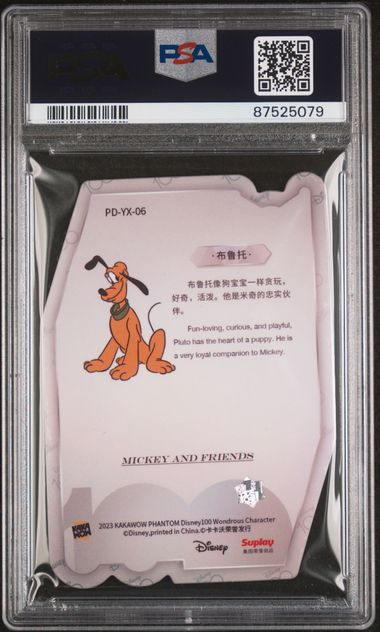 PSA
87525079
PD-YX-06
·布鲁托·
布鲁托像狗宝宝一样贪玩,
好奇，活泼。他是米奇的忠实伙
伴。
Fun-loving, curious, and playful,
Pluto has the heart of a puppy. He is
a very loyal companion to Mickey.
MICKEY AND FRIENDS
100
KAKAWOW
2023 KAKAWOW PHANTOM Disney100 Wondrous Character
©Disney,printed in China.©卡卡沃荣誉发行
Disney
Suplay